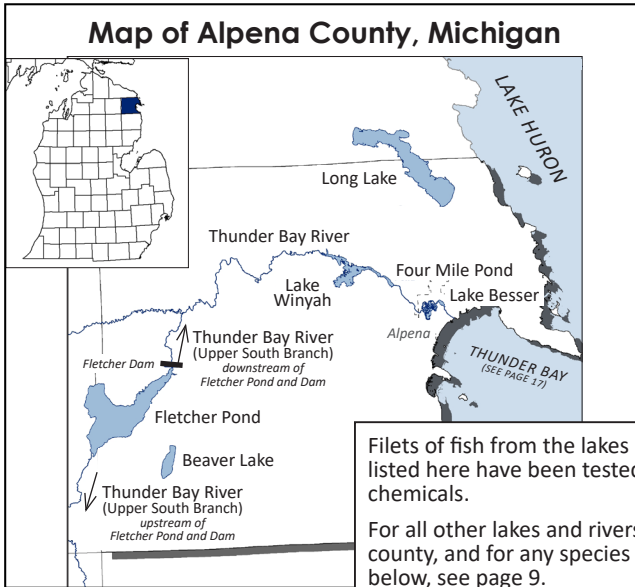 Map of Alpena County, Michigan
LAKE HURON
Long Lake
Thunder Bay River
Lake
Winyah
Four Mile Pond
Lake Besser
Alpena
THUNDER BAY
(SEE PAGE 17)
Fletcher Dam
Thunder Bay River
(Upper South Branch)
downstream of
Fletcher Pond and Dam
Fletcher Pond
Beaver Lake
Thunder Bay River
(Upper South Branch)
upstream of
Fletcher Pond and Dam
Filets of fish from the lakes
listed here have been tested
chemicals.
For all other lakes and rivers
county, and for any species
below, see page 9.